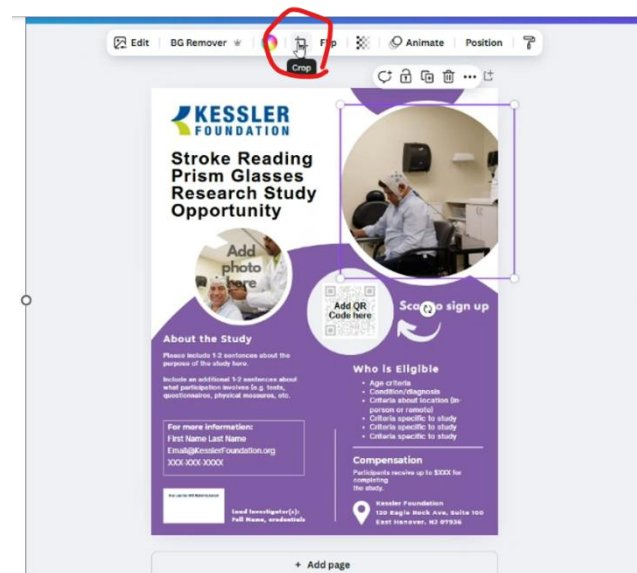 Edit BG Remover Flip Animate Position
Crop
KESSLER
FOUNDATION
Stroke Reading
Prism Glasses
Research Study
Opportunity
Add
photo
here
Add QR
Code here
to sign up
About the Study
Please include 1-2 sentences about the
purpose of the study here.
Include an additional 1-2 sentences about
what participation involves (e.g. tests,
questionnaires, physical measures, etc.
For more information:
First Name Last Name
Email@KesslerFoundation.org
XXX-XXX-XXXX
Lead Investigator(s):
Full Name, credentials
Who is Eligible
• Age criteria
• Condition/diagnosis
• Criteria about location (in-
person or remote)
• Criteria specific to study
• Criteria specific to study
• Criteria specific to study
Compensation
Participants receive up to $XXX for
completing
the study.
Kessler Foundation
120 Eagle Rock Ave, Suite 100
East Hanover, NJ 07936
+ Add page